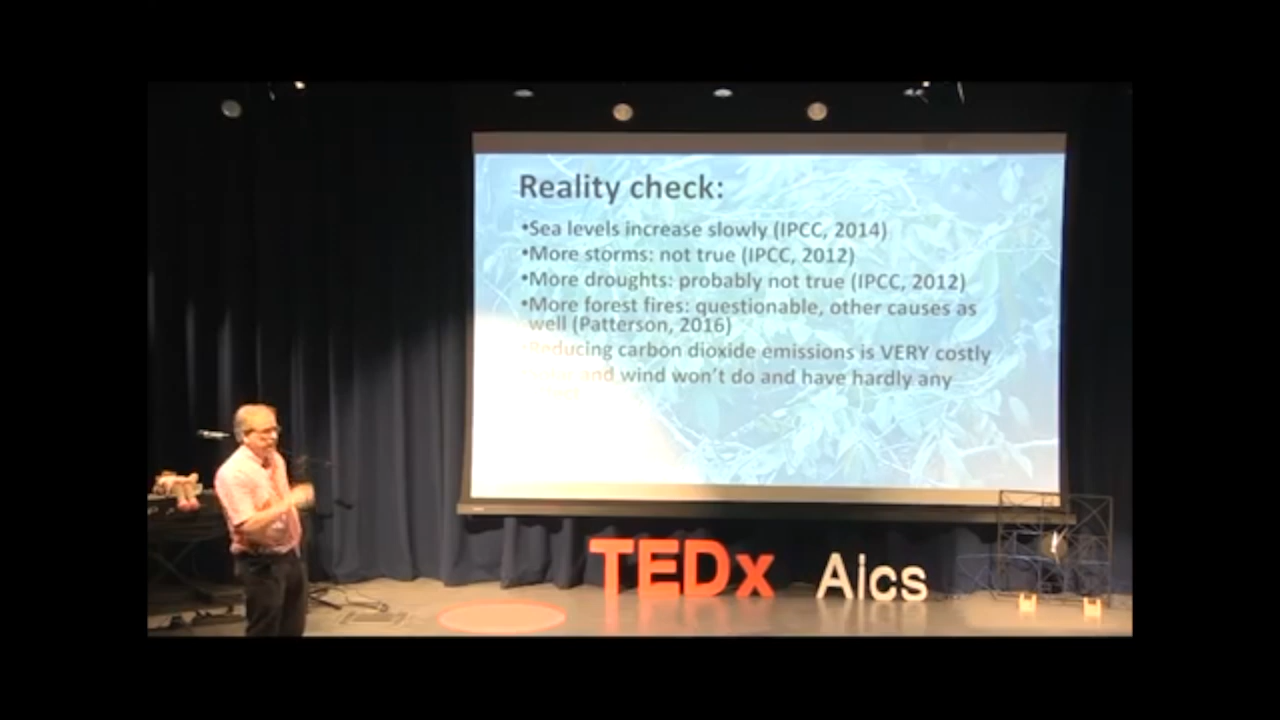 Reality check:
•Sea levels increase slowly (IPCC, 2014)
•More storms: not true (IPCC, 2012)
•More droughts: probably not true (IPCC, 2012)
•More forest fires: questionable, other causes as
well (Patterson, 2016)
•Reducing carbon dioxide emissions is VERY costly
and wind won't do and have hardly any
TEDx Aics